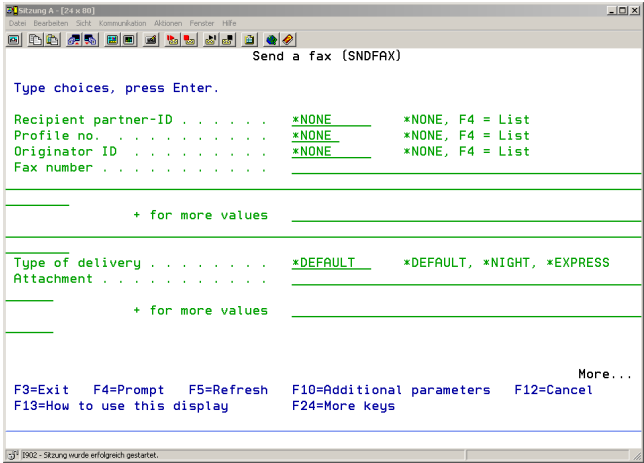 Sitzung A - [24 x 80]
Datei Bearbeiten Sicht Kommunikation Aktionen Fenster Hilfe
Send a fax (SNDFAX)
Type choices, press Enter.
Recipient partner-ID . . . . . . *NONE *NONE, F4 = List
Profile no. . . . . . . . . . . *NONE *NONE, F4 = List
Originator ID . . . . . . . . . *NONE *NONE, F4 = List
Fax number . . . . . . . . . . .
+ for more values
Type of delivery . . . . . . . . *DEFAULT *DEFAULT, *NIGHT, *EXPRESS
Attachment . . . . . . . . . . .
+ for more values
More...
F3=Exit F4=Prompt F5=Refresh F10=Additional parameters F12=Cancel
F13=How to use this display F24=More keys
I902 - Sitzung wurde erfolgreich gestartet.